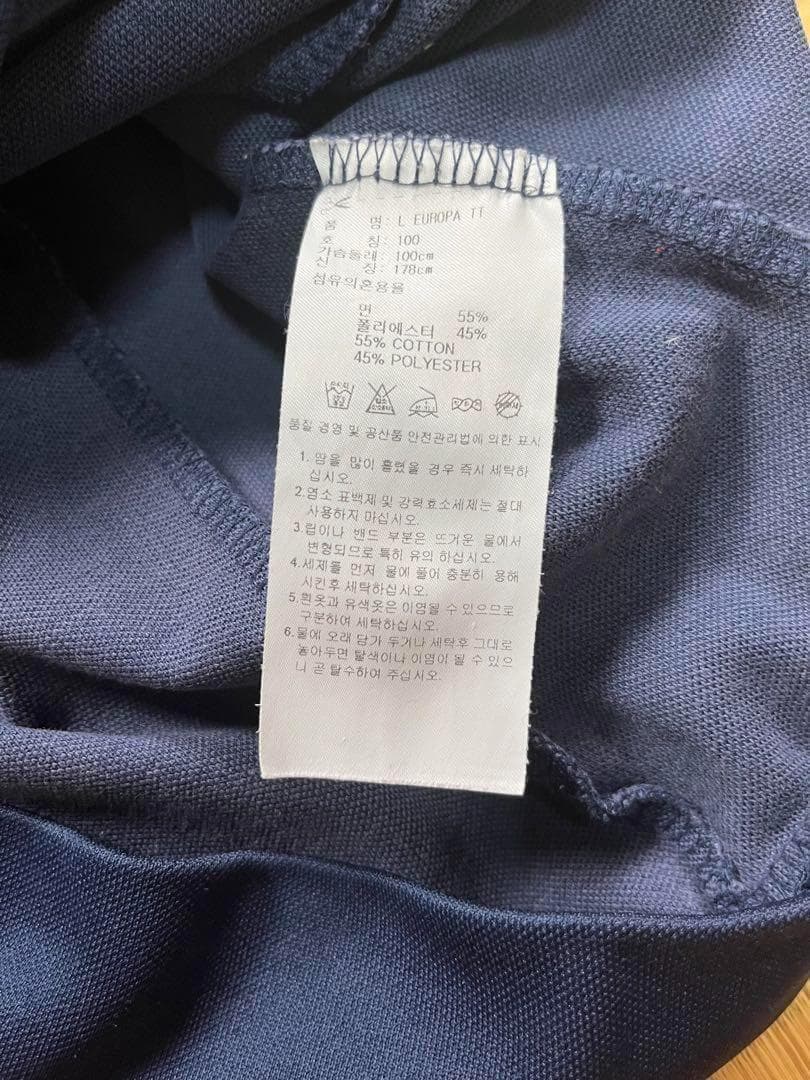 품 명: L EUROPA TT
호 칭: 100
가슴둘레: 100cm
신 장: 178cm
섬유의혼용율
면 55%
폴리에스터 45%
55% COTTON
45% POLYESTER
품질 경영 및 공산품 안전관리법에 의한 표시
1. 땀을 많이 흘렸을 경우 즉시 세탁하
십시오.
2.염소 표백제 및 강력효소세제는 절대
사용하지 마십시오.
3.립이나 밴드 부분은 뜨거운 물에서
변형되므로 특히 유의 하십시오.
4.세제를 먼저 물에 풀어 충분히 용해
시킨후 세탁하십시오.
5.흰옷과 유색옷은 이염될 수 있으므로
구분하여 세탁하십시오.
6.물에 오래 담가 두거나 세탁후 그대로
놓아두면 탈색이나 이염이 될 수 있으
니 곧 탈수하여 주십시오.